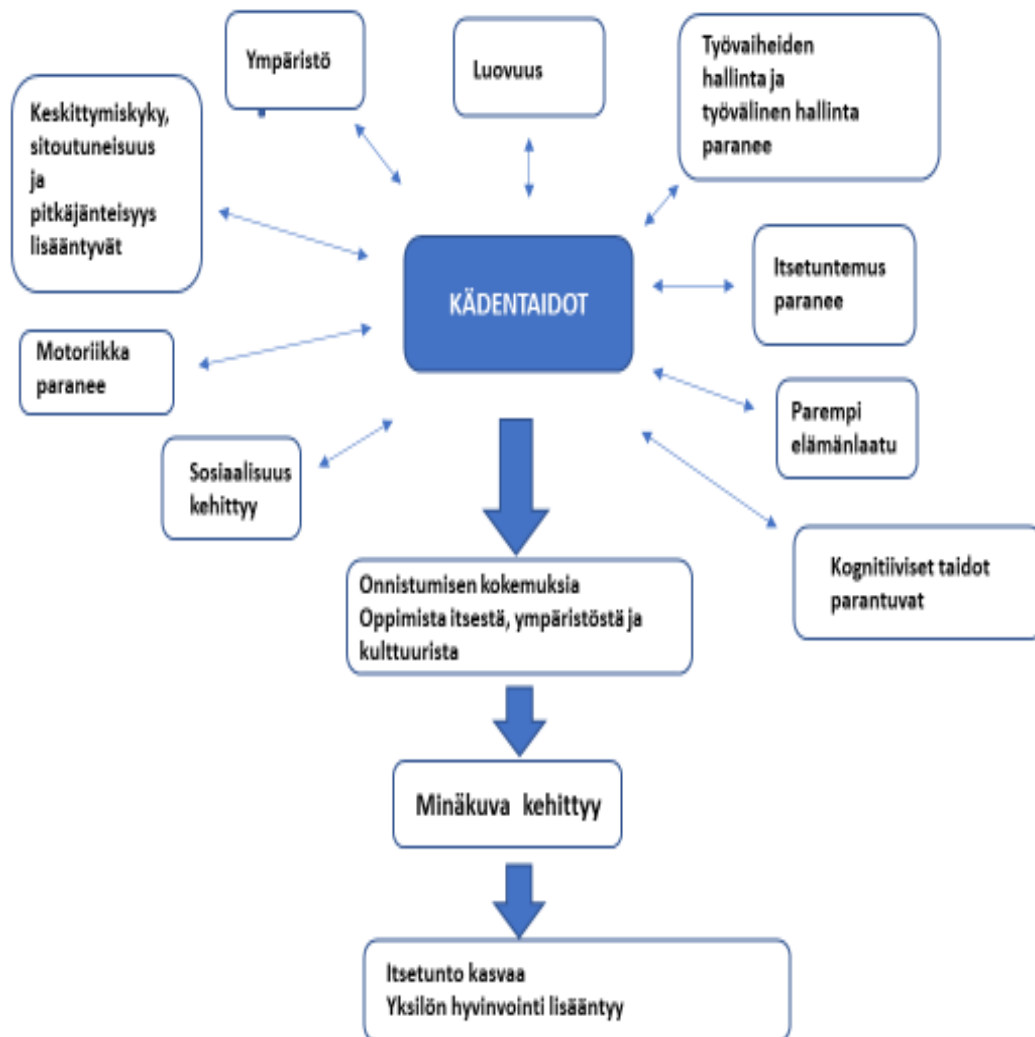 Ympäristö
Luovuus
Työvaiheiden
hallinta ja
työvälinen hallinta
paranee
Keskittymiskyky,
sitoutuneisuus
ja
pitkäjänteisyys
lisääntyvät
KÄDENTAIDOT
Itsetuntemus
paranee
Motoriikka
paranee
Parempi
elämänlaatu
Sosiaalisuus
kehittyy
Kognitiiviset taidot
parantuvat
Onnistumisen kokemuksia
Oppimista itsestä, ympäristöstä ja
kulttuurista
Minäkuva kehittyy
Itsetunto kasvaa
Yksilön hyvinvointi lisääntyy